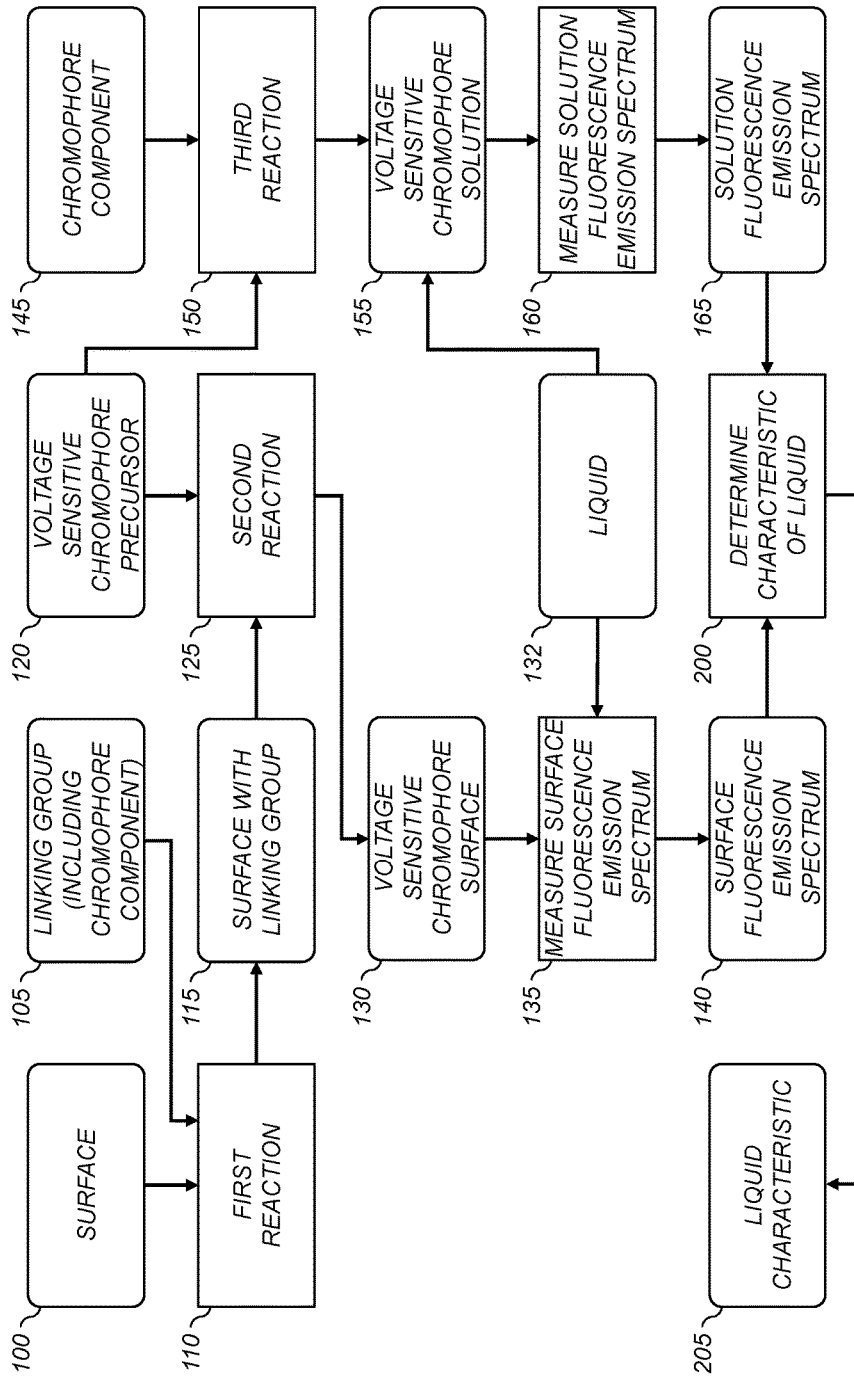 SURFACE
100
LINKING GROUP
(INCLUDING
CHROMOPHORE
COMPONENT)
105
VOLTAGE
SENSITIVE
CHROMOPHORE
PRECURSOR
120
CHROMOPHORE
COMPONENT
145
FIRST
REACTION
110
SURFACE WITH
LINKING GROUP
115
SECOND
REACTION
125
THIRD
REACTION
150
VOLTAGE
SENSITIVE
CHROMOPHORE
SURFACE
130
VOLTAGE
SENSITIVE
CHROMOPHORE
SOLUTION
155
MEASURE SURFACE
FLUORESCENCE
EMISSION
SPECTRUM
135
LIQUID
132
MEASURE SOLUTION
FLUORESCENCE
EMISSION SPECTRUM
160
LIQUID
CHARACTERISTIC
205
SURFACE
FLUORESCENCE
EMISSION
SPECTRUM
140
DETERMINE
CHARACTERISTIC
OF LIQUID
200
SOLUTION
FLUORESCENCE
EMISSION
SPECTRUM
165